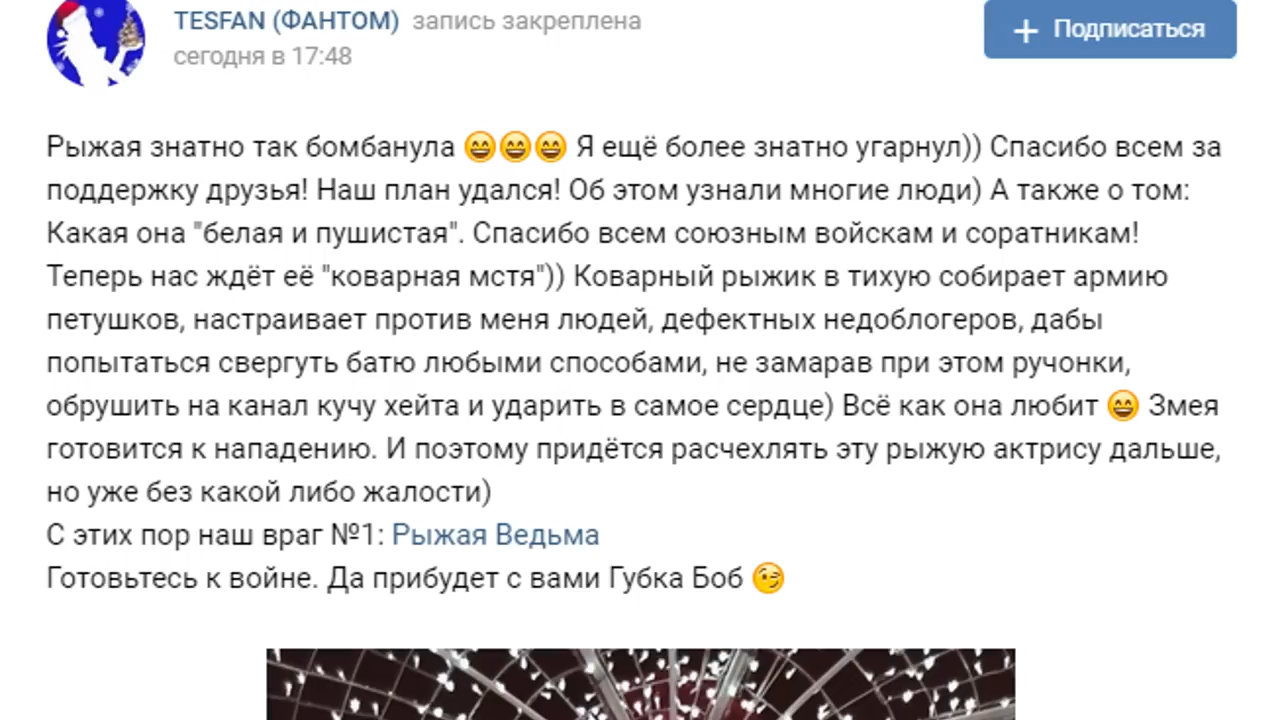 TESFAN (ФАНТОМ) запись закреплена
сегодня в 17:48
+ Подписаться
Рыжая знатно так бомбанула 😄😄😄 Я ещё более знатно угарнул)) Спасибо всем за
поддержку друзья! Наш план удался! Об этом узнали многие люди) А также о том:
Какая она "белая и пушистая". Спасибо всем союзным войскам и соратникам!
Теперь нас ждёт её "коварная мстя")) Коварный рыжик в тихую собирает армию
петушков, настраивает против меня людей, дефектных недоблогеров, дабы
попытаться свергуть батю любыми способами, не замарав при этом ручонки,
обрушить на канал кучу хейта и ударить в самое сердце) Всё как она любит 😄 Змея
готовится к нападению. И поэтому придётся расчехлять эту рыжую актрису дальше,
но уже без какой либо жалости)
С этих пор наш враг №1: Рыжая Ведьма
Готовьтесь к войне. Да прибудет с вами Губка Боб 😉